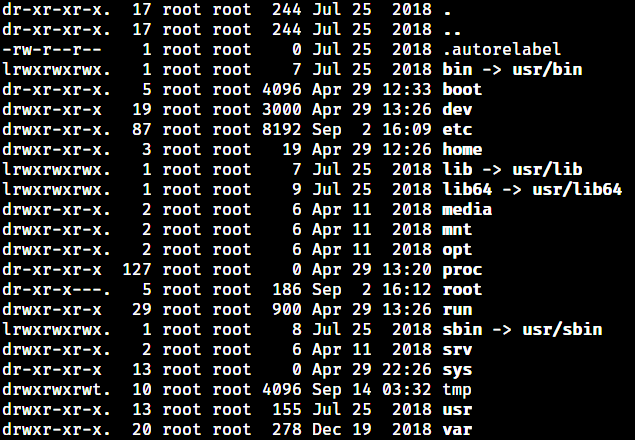 dr-xr-xr-x. 17 root root 244 Jul 25 2018 .
dr-xr-xr-x. 17 root root 244 Jul 25 2018 ..
-rw-r--r-- 1 root root 0 Jul 25 2018 .autorelabel
lrwxrwxrwx. 1 root root 7 Jul 25 2018 bin -> usr/bin
dr-xr-xr-x. 5 root root 4096 Apr 29 12:33 boot
drwxr-xr-x 19 root root 3000 Apr 29 13:26 dev
drwxr-xr-x. 87 root root 8192 Sep 2 16:09 etc
drwxr-xr-x. 3 root root 19 Apr 29 12:26 home
lrwxrwxrwx. 1 root root 7 Jul 25 2018 lib -> usr/lib
lrwxrwxrwx. 1 root root 9 Jul 25 2018 lib64 -> usr/lib64
drwxr-xr-x. 2 root root 6 Apr 11 2018 media
drwxr-xr-x. 2 root root 6 Apr 11 2018 mnt
drwxr-xr-x. 2 root root 6 Apr 11 2018 opt
dr-xr-xr-x 127 root root 0 Apr 29 13:20 proc
dr-xr-x---. 5 root root 186 Sep 2 16:12 root
drwxr-xr-x 29 root root 900 Apr 29 13:26 run
lrwxrwxrwx. 1 root root 8 Jul 25 2018 sbin -> usr/sbin
drwxr-xr-x. 2 root root 6 Apr 11 2018 srv
dr-xr-xr-x 13 root root 0 Apr 29 22:26 sys
drwxrwxrwt. 10 root root 4096 Sep 14 03:32 tmp
drwxr-xr-x. 13 root root 155 Jul 25 2018 usr
drwxr-xr-x. 20 root root 278 Dec 19 2018 var